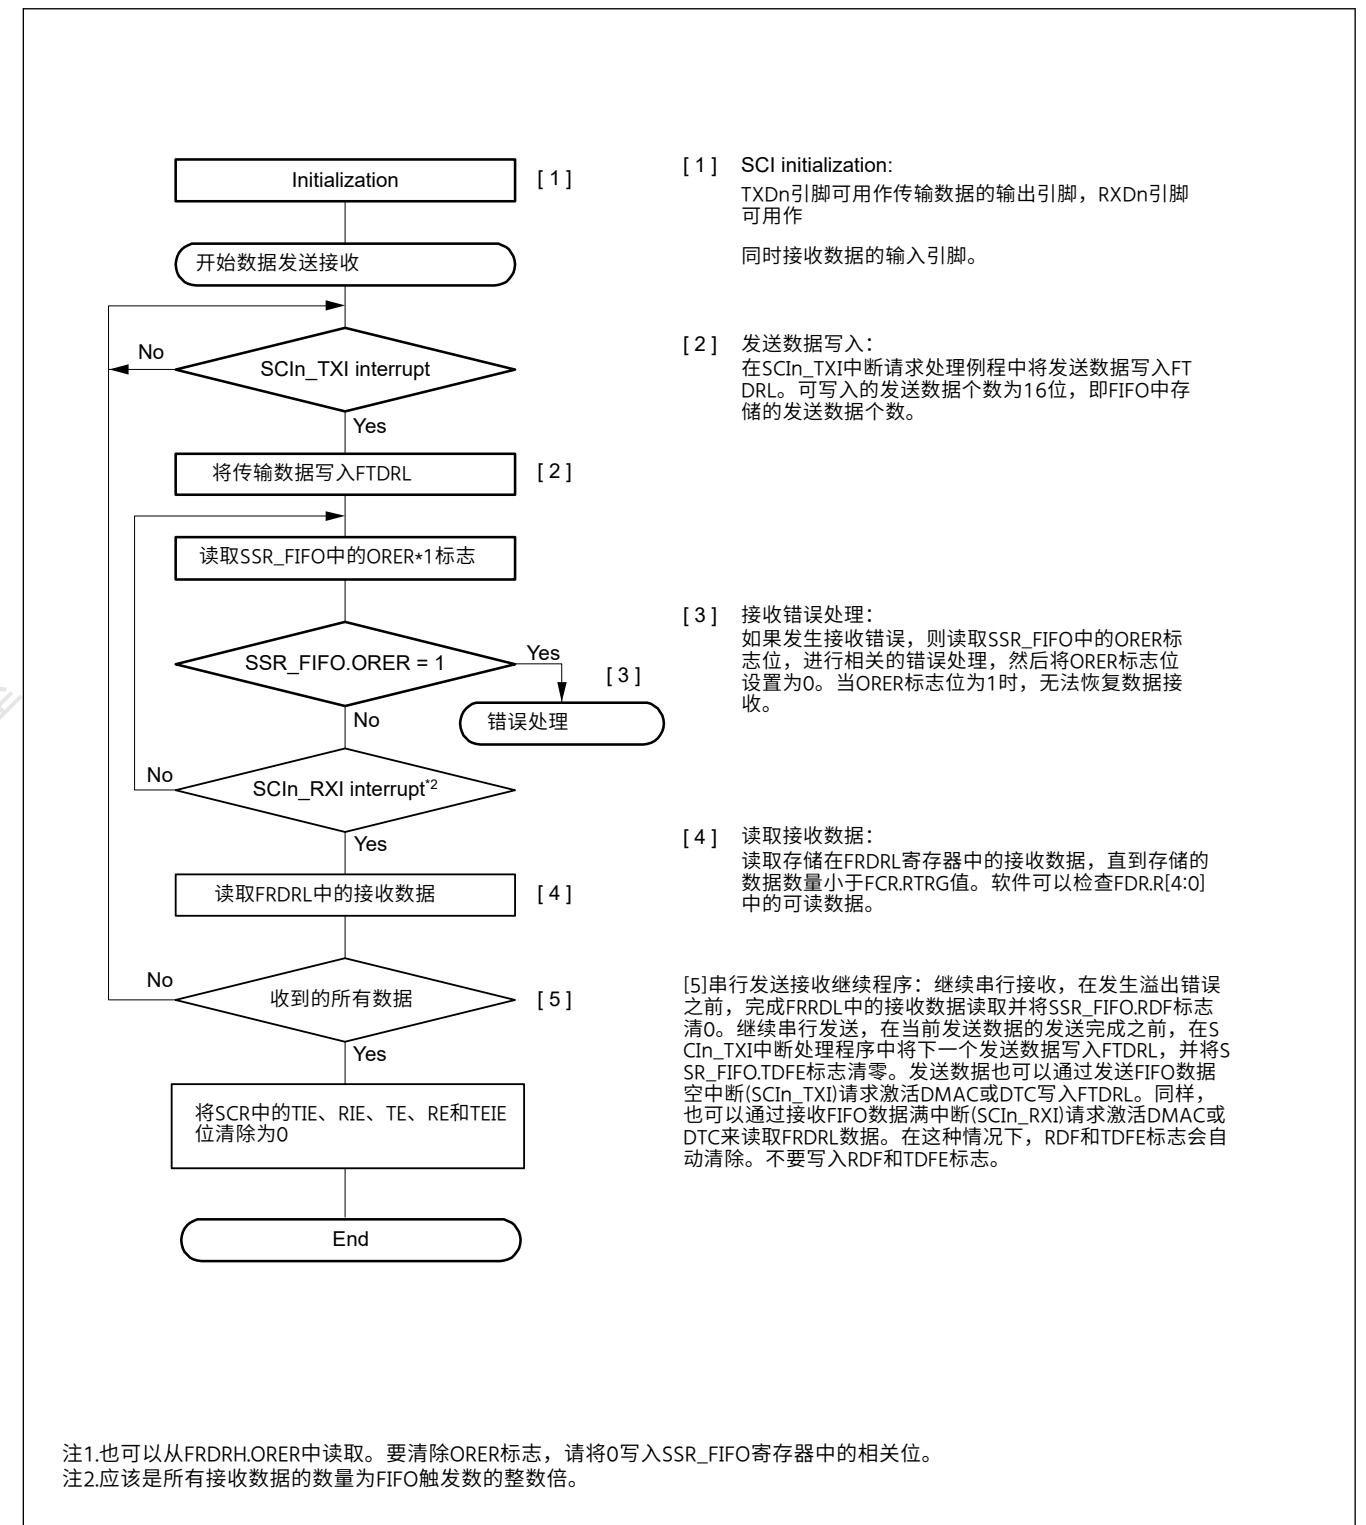 Initialization
[ 1 ]
开始数据发送接收
No
SCIn_TXI interrupt
Yes
将传输数据写入FTDRL
[ 2 ]
读取SSR_FIFO中的ORER*1标志
SSR_FIFO.ORER = 1
Yes
[ 3 ]
No
错误处理
No
SCIn_RXI interrupt*2
Yes
读取FRDRL中的接收数据
[ 4 ]
No
收到的所有数据
[ 5 ]
Yes
将SCR中的TIE、RIE、TE、RE和TEIE
位清除为0
End
[ 1 ] SCI initialization:
TXDn引脚可用作传输数据的输出引脚，RXDn引脚
可用作
同时接收数据的输入引脚。
[ 2 ] 发送数据写入：
在SCIn_TXI中断请求处理例程中将发送数据写入FT
DRL。可写入的发送数据个数为16位，即FIFO中存
储的发送数据个数。
[ 3 ] 接收错误处理：
如果发生接收错误，则读取SSR_FIFO中的ORER标
志位，进行相关的错误处理，然后将ORER标志位
设置为0。当ORER标志位为1时，无法恢复数据接
收。
[ 4 ] 读取接收数据：
读取存储在FRDRL寄存器中的接收数据，直到存储的
数据数量小于FCR.RTRG值。软件可以检查FDR.R[4:0]
中的可读数据。
[5]串行发送接收继续程序：继续串行接收，在发生溢出错误
之前，完成FRRDL中的接收数据读取并将SSR_FIFO.RDF标志
清0。继续串行发送，在当前发送数据的发送完成之前，在S
CIn_TXI中断处理程序中将下一个发送数据写入FTDRL，并将S
SR_FIFO.TDFE标志清零。发送数据也可以通过发送FIFO数据
空中断(SCIn_TXI)请求激活DMAC或DTC写入FTDRL。同样，
也可以通过接收FIFO数据满中断(SCIn_RXI)请求激活DMAC或
DTC来读取FRDRL数据。在这种情况下，RDF和TDFE标志会自
动清除。不要写入RDF和TDFE标志。
注1.也可以从FRDRH.ORER中读取。要清除ORER标志，请将0写入SSR_FIFO寄存器中的相关位。
注2.应该是所有接收数据的数量为FIFO触发数的整数倍。